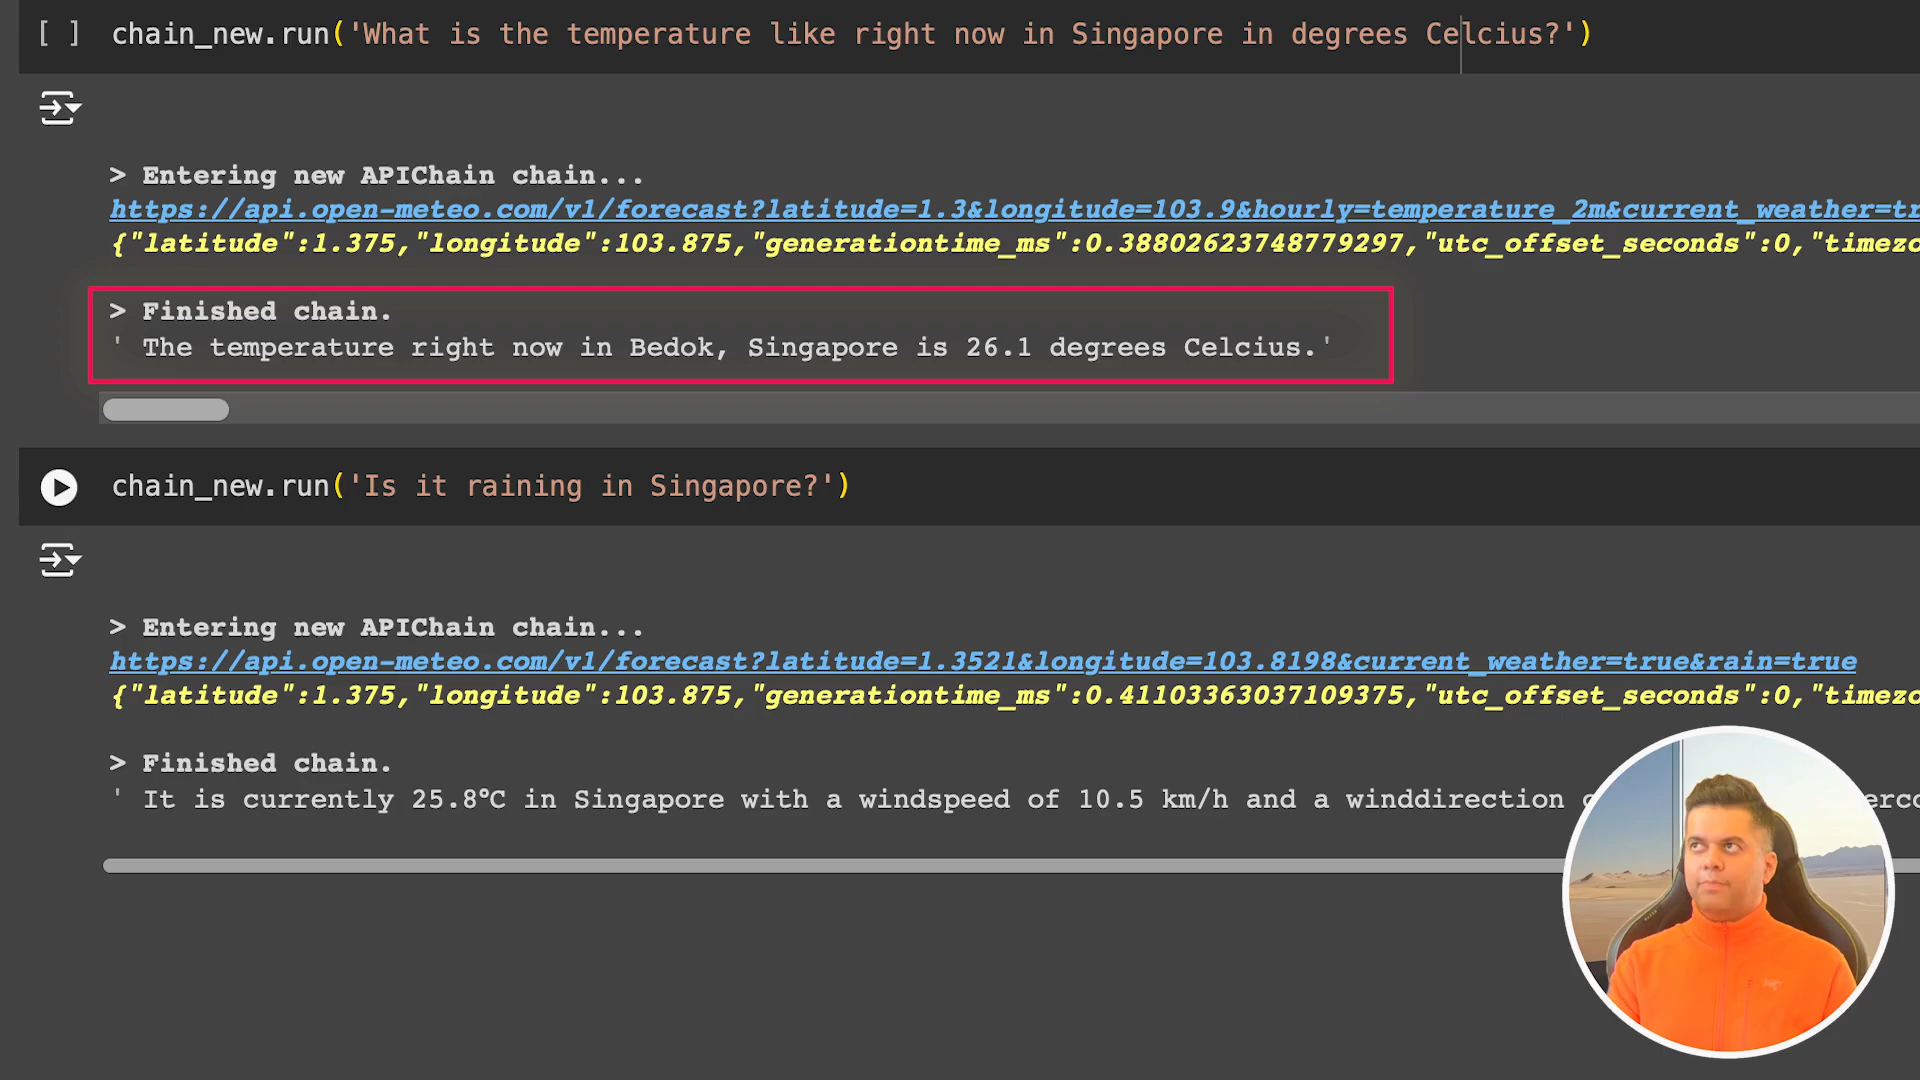 [ ] chain_new.run('What is the temperature like right now in Singapore in degrees Celcius?')
> Entering new APIChain chain...
https://api.open-meteo.com/v1/forecast?latitude=1.3&longitude=103.9&hourly=temperature_2m&current_weather=tr
{"latitude":1.375,"longitude":103.875,"generationtime_ms":0.38802623748779297,"utc_offset_seconds":0,"timezo
> Finished chain.
' The temperature right now in Bedok, Singapore is 26.1 degrees Celcius.'
chain_new.run('Is it raining in Singapore?')
> Entering new APIChain chain...
https://api.open-meteo.com/v1/forecast?latitude=1.3521&longitude=103.8198&current_weather=true&rain=true
{"latitude":1.375,"longitude":103.875,"generationtime_ms":0.41103363037109375,"utc_offset_seconds":0,"timezo
> Finished chain.
' It is currently 25.8°C in Singapore with a windspeed of 10.5 km/h and a winddirection